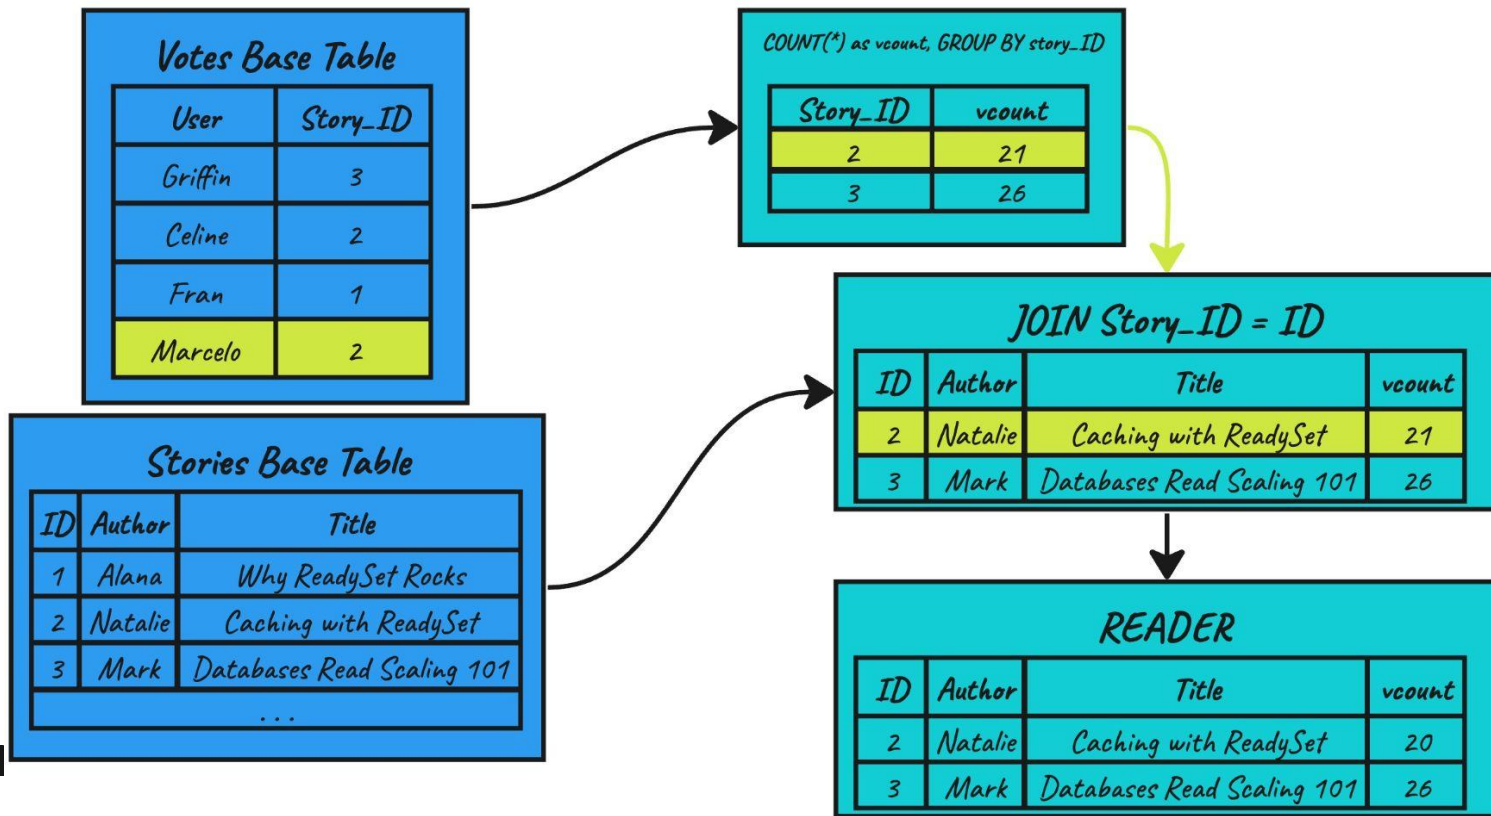 Votes Base Table
User Story_ID
Griffin 3
Celine 2
Fran 1
Marcelo 2
Stories Base Table
ID Author Title
1 Alana Why ReadySet Rocks
2 Natalie Caching with ReadySet
3 Mark Databases Read Scaling 101
...
COUNT(*) as vcount, GROUP BY story_ID
Story_ID vcount
2 21
3 26
JOIN Story_ID = ID
ID Author Title vcount
2 Natalie Caching with ReadySet 21
3 Mark Databases Read Scaling 101 26
READER
ID Author Title vcount
2 Natalie Caching with ReadySet 20
3 Mark Databases Read Scaling 101 26